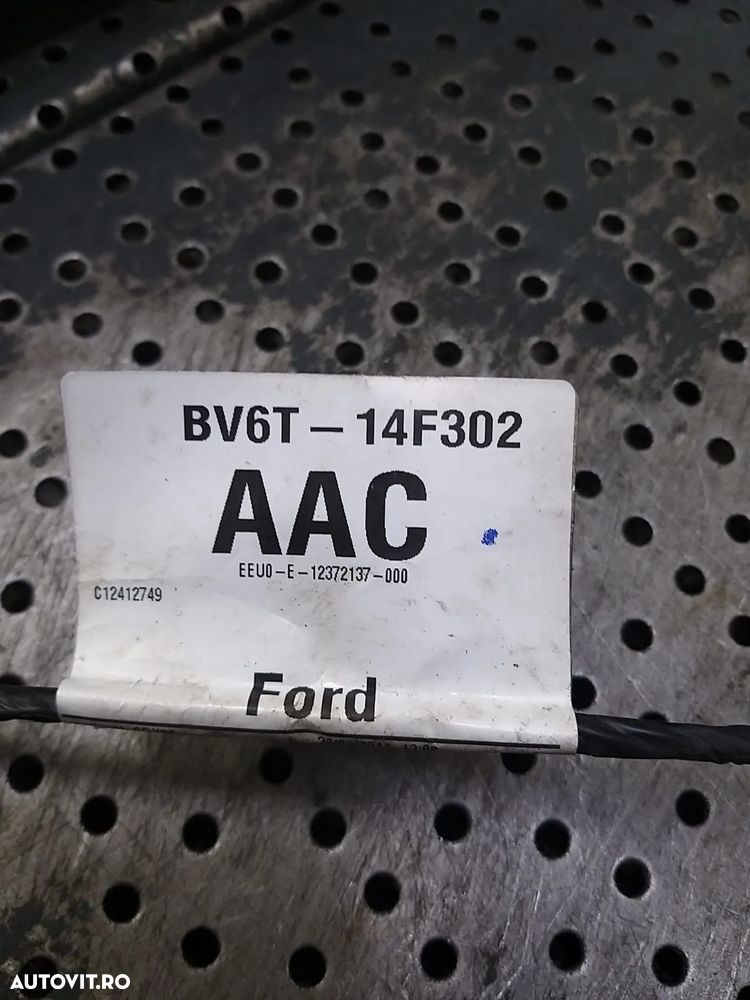 BV6T-14F302
AAC
EEU0-E-12372137-000
C12412749
Ford
AUTOVIT.RO